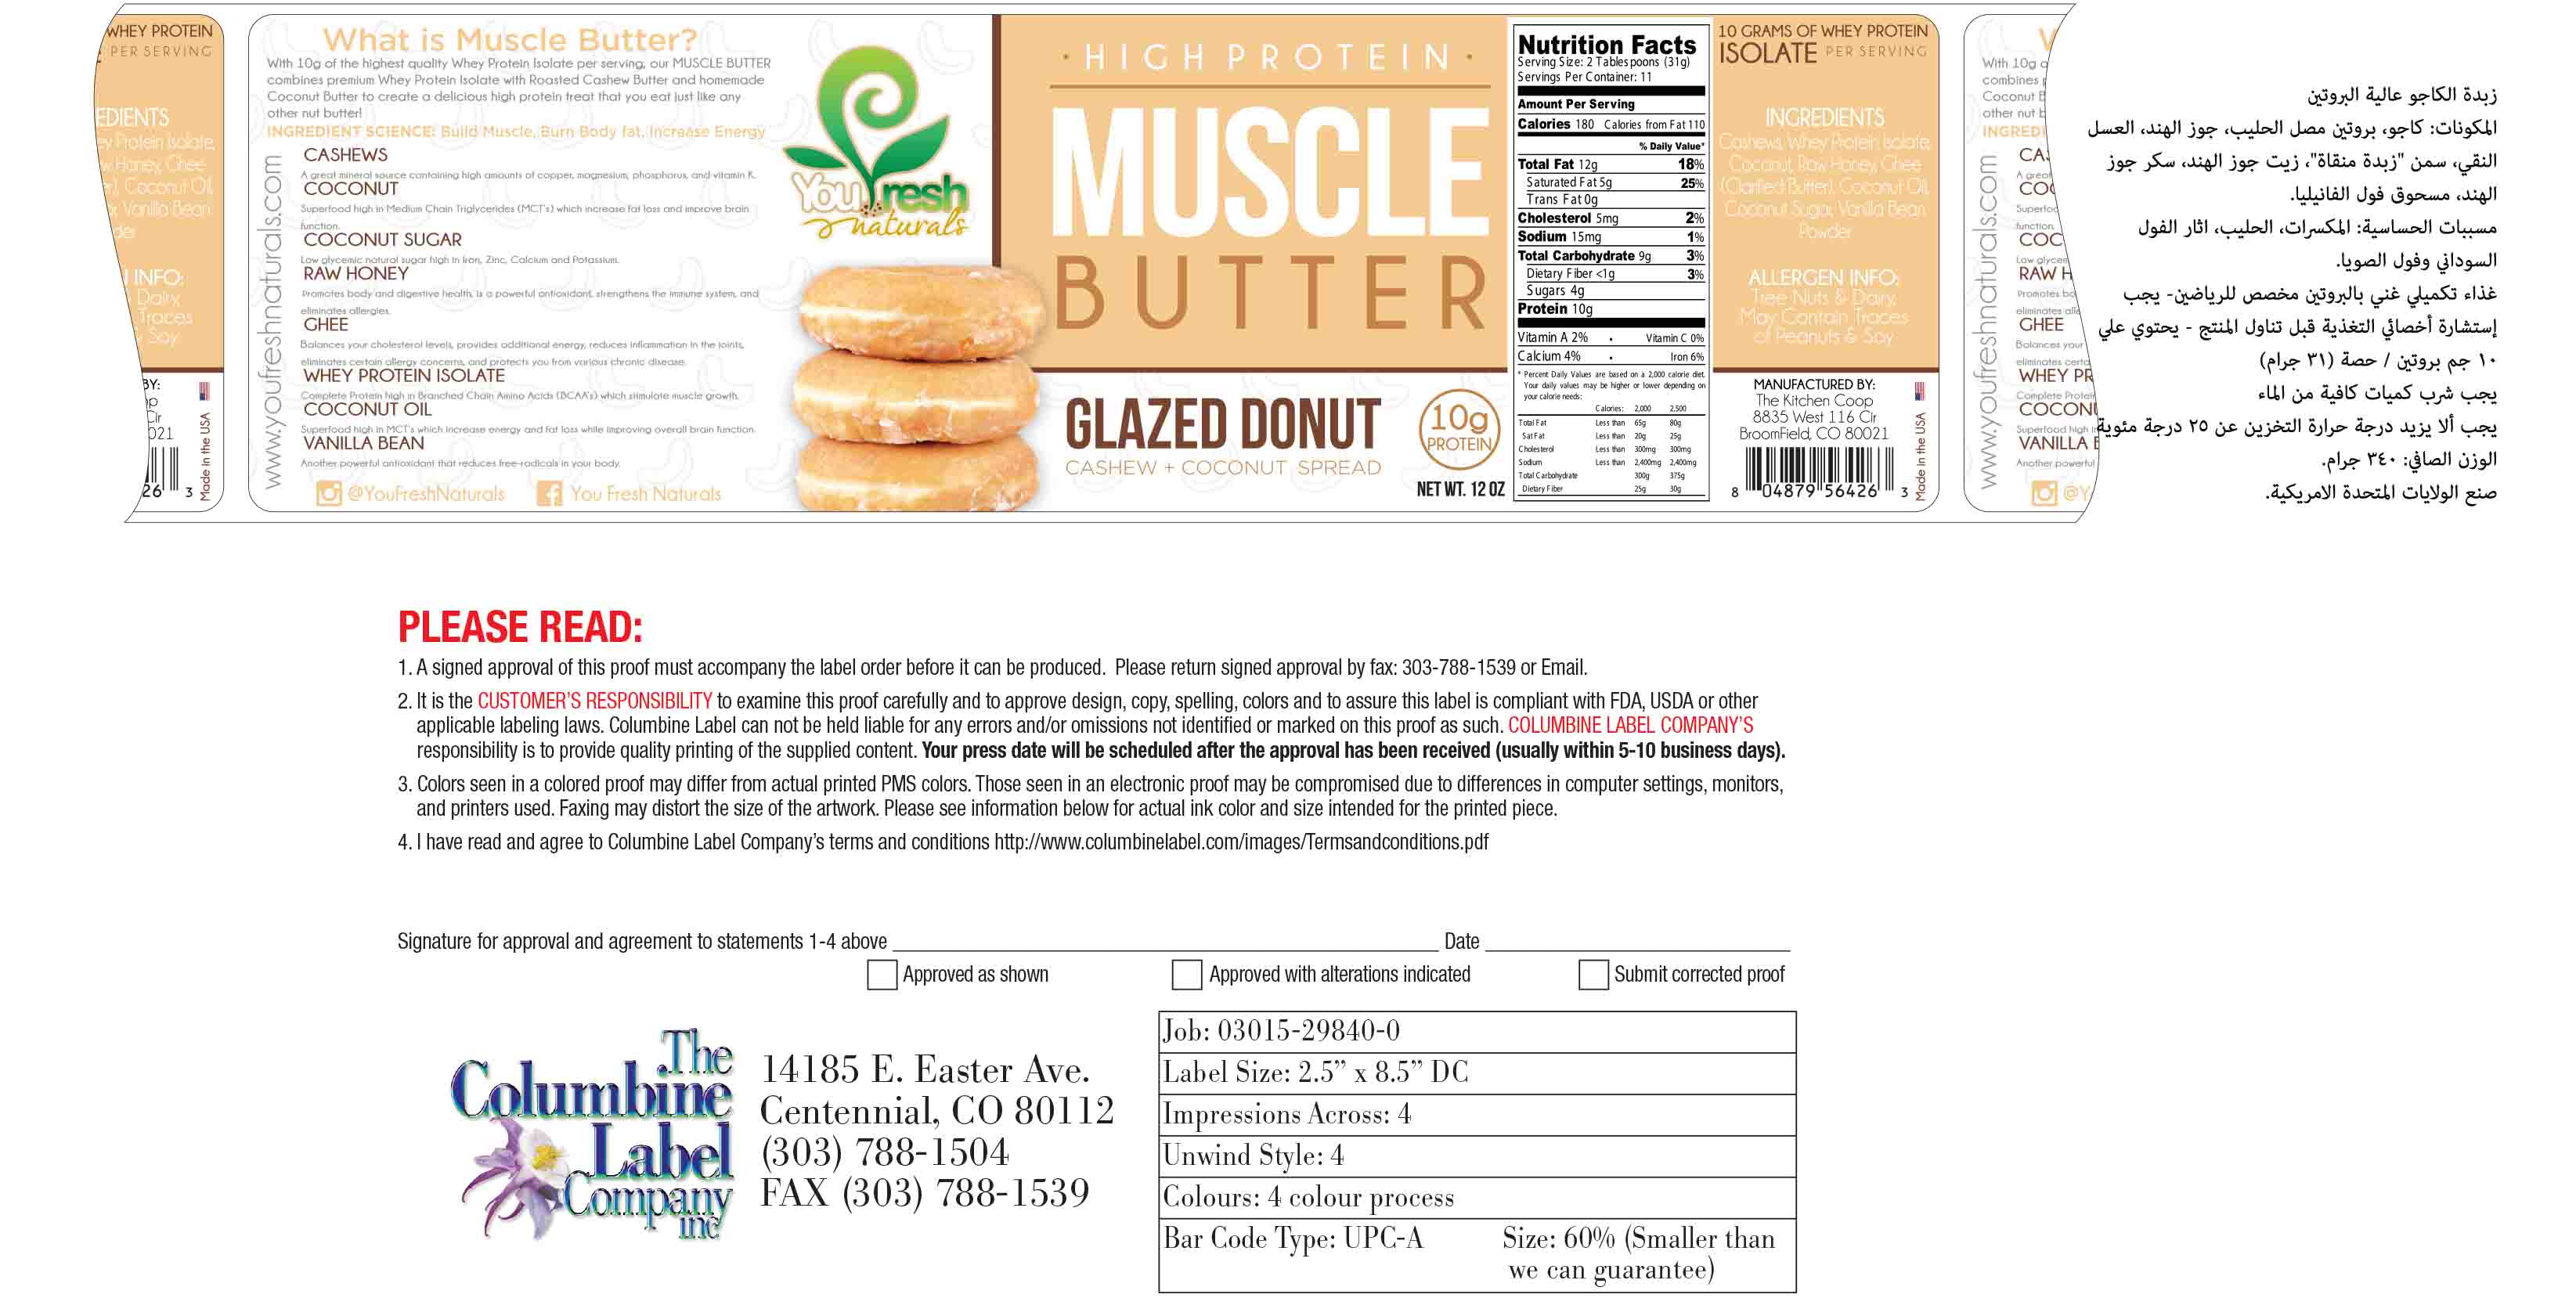 WHEY PROTEIN
PER SERVING
EDIENTS
ey Protein Isolate,
w Honey, Ghee
r), Coconut Oil,
r, Vanilla Bean
der
INFO:
Dairy,
Traces
& Soy
BY:
op
Cir
021
26 3
Made in the USA
What is Muscle Butter?
With 10g of the highest quality Whey Protein Isolate per serving, our MUSCLE BUTTER
combines premium Whey Protein Isolate with Roasted Cashew Butter and homemade
Coconut Butter to create a delicious high protein treat that you eat just like any
other nut butter!
INGREDIENT SCIENCE: Build Muscle, Burn Body fat, Increase Energy
www.youfreshnaturals.com
CASHEWS
A great mineral source containing high amounts of copper, magnesium, phosphorus, and vitamin K.
COCONUT
Superfood high in Medium Chain Triglycerides (MCT's) which increase fat loss and improve brain
function.
COCONUT SUGAR
Low glycemic natural sugar high in Iron, Zinc, Calcium and Potassium.
RAW HONEY
Promotes body and digestive health, is a powerful antioxidant, strengthens the immune system, and
eliminates allergies.
GHEE
Balances your cholesterol levels, provides additional energy, reduces inflammation in the joints,
eliminates certain allergy concerns, and protects you from various chronic disease.
WHEY PROTEIN ISOLATE
Complete Protein high in Branched Chain Amino Acids (BCAA's) which stimulate muscle growth.
COCONUT OIL
Superfood high in MCT's which increase energy and fat loss while improving overall brain function.
VANILLA BEAN
Another powerful antioxidant that reduces free-radicals in your body.
@YouFreshNaturals You Fresh Naturals
You Fresh
naturals
· HIGH PROTEIN ·
MUSCLE
BUTTER
GLAZED DONUT
CASHEW + COCONUT SPREAD
10g
PROTEIN
NET WT. 12 OZ
Nutrition Facts
Serving Size: 2 Tablespoons (31g)
Servings Per Container: 11
Amount Per Serving
Calories 180 Calories from Fat 110
% Daily Value*
Total Fat 12g 18%
Saturated Fat 5g 25%
Trans Fat 0g
Cholesterol 5mg 2%
Sodium 15mg 1%
Total Carbohydrate 9g 3%
Dietary Fiber <1g 3%
Sugars 4g
Protein 10g
Vitamin A 2% • Vitamin C 0%
Calcium 4% • Iron 6%
* Percent Daily Values are based on a 2,000 calorie diet.
Your daily values may be higher or lower depending on
your calorie needs:
Calories: 2,000 2,500
Total Fat Less than 65g 80g
Sat Fat Less than 20g 25g
Cholesterol Less than 300mg 300mg
Sodium Less than 2,400mg 2,400mg
Total Carbohydrate 300g 375g
Dietary Fiber 25g 30g
10 GRAMS OF WHEY PROTEIN
ISOLATE PER SERVING
INGREDIENTS
Cashews, Whey Protein Isolate,
Coconut, Raw Honey, Ghee
(Clarified Butter), Coconut Oil,
Coconut Sugar, Vanilla Bean
Powder
ALLERGEN INFO:
Tree Nuts & Dairy,
May Contain Traces
of Peanuts & Soy
MANUFACTURED BY:
The Kitchen Coop
8835 West 116 Cir
BroomField, CO 80021
8 04879 56426 3
Made in the USA
With 10g o
combines p
Coconut B
other nut b
INGREDI
www.youfreshnaturals.com
CAS
A great
COC
Superfoo
function.
COC
Low glycem
RAW H
Promotes bo
eliminates alle
GHEE
Balances your
eliminates certa
WHEY PR
Complete Protein
COCONU
Superfood high in
VANILLA B
Another powerful
@Y
زبدة الكاجو عالية البروتين
المكونات: كاجو، بروتين مصل الحليب، جوز الهند، العسل
النقي، سمن "زبدة منقاة"، زيت جوز الهند، سكر جوز
الهند، مسحوق فول الفانيليا.
مسببات الحساسية: المكسرات، الحليب، اثار الفول
السوداني وفول الصويا.
غذاء تكميلي غني بالبروتين مخصص للرياضين- يجب
إستشارة أخصائي التغذية قبل تناول المنتج - يحتوي علي
١٠ جم بروتين / حصة (٣١ جرام)
يجب شرب كميات كافية من الماء
يجب ألا يزيد درجة حرارة التخزين عن ٢٥ درجة مئوية
الوزن الصافي: ٣٤٠ جرام.
صنع الولايات المتحدة الامريكية.
PLEASE READ:
1. A signed approval of this proof must accompany the label order before it can be produced. Please return signed approval by fax: 303-788-1539 or Email.
2. It is the CUSTOMER'S RESPONSIBILITY to examine this proof carefully and to approve design, copy, spelling, colors and to assure this label is compliant with FDA, USDA or other
applicable labeling laws. Columbine Label can not be held liable for any errors and/or omissions not identified or marked on this proof as such. COLUMBINE LABEL COMPANY'S
responsibility is to provide quality printing of the supplied content. Your press date will be scheduled after the approval has been received (usually within 5-10 business days).
3. Colors seen in a colored proof may differ from actual printed PMS colors. Those seen in an electronic proof may be compromised due to differences in computer settings, monitors,
and printers used. Faxing may distort the size of the artwork. Please see information below for actual ink color and size intended for the printed piece.
4. I have read and agree to Columbine Label Company's terms and conditions http://www.columbinelabel.com/images/Termsandconditions.pdf
Signature for approval and agreement to statements 1-4 above Date
Approved as shown Approved with alterations indicated Submit corrected proof
The
Columbine
Label
Company
inc
14185 E. Easter Ave.
Centennial, CO 80112
(303) 788-1504
FAX (303) 788-1539
Job: 03015-29840-0
Label Size: 2.5” x 8.5” DC
Impressions Across: 4
Unwind Style: 4
Colours: 4 colour process
Bar Code Type: UPC-A Size: 60% (Smaller than
we can guarantee)